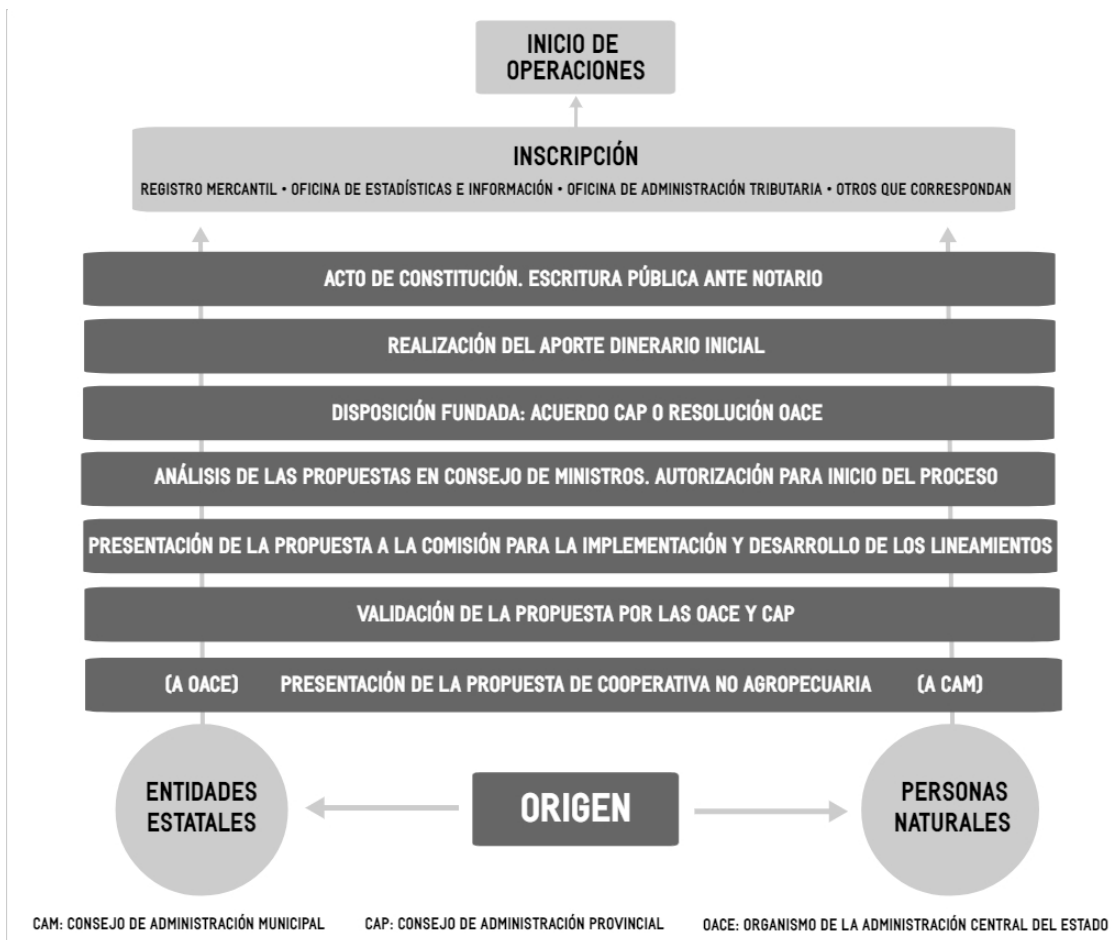 INICIO DE
OPERACIONES
INSCRIPCIÓN
REGISTRO MERCANTIL • OFICINA DE ESTADÍSTICAS E INFORMACIÓN • OFICINA DE ADMINISTRACIÓN TRIBUTARIA • OTROS QUE CORRESPONDAN
ACTO DE CONSTITUCIÓN. ESCRITURA PÚBLICA ANTE NOTARIO
REALIZACIÓN DEL APORTE DINERARIO INICIAL
DISPOSICIÓN FUNDADA: ACUERDO CAP O RESOLUCIÓN OACE
ANÁLISIS DE LAS PROPUESTAS EN CONSEJO DE MINISTROS. AUTORIZACIÓN PARA INICIO DEL PROCESO
PRESENTACIÓN DE LA PROPUESTA A LA COMISIÓN PARA LA IMPLEMENTACIÓN Y DESARROLLO DE LOS LINEAMIENTOS
VALIDACIÓN DE LA PROPUESTA POR LAS OACE Y CAP
(A OACE) PRESENTACIÓN DE LA PROPUESTA DE COOPERATIVA NO AGROPECUARIA (A CAM)
ENTIDADES
ESTATALES
ORIGEN
PERSONAS
NATURALES
CAM: CONSEJO DE ADMINISTRACIÓN MUNICIPAL CAP: CONSEJO DE ADMINISTRACIÓN PROVINCIAL OACE: ORGANISMO DE LA ADMINISTRACIÓN CENTRAL DEL ESTADO